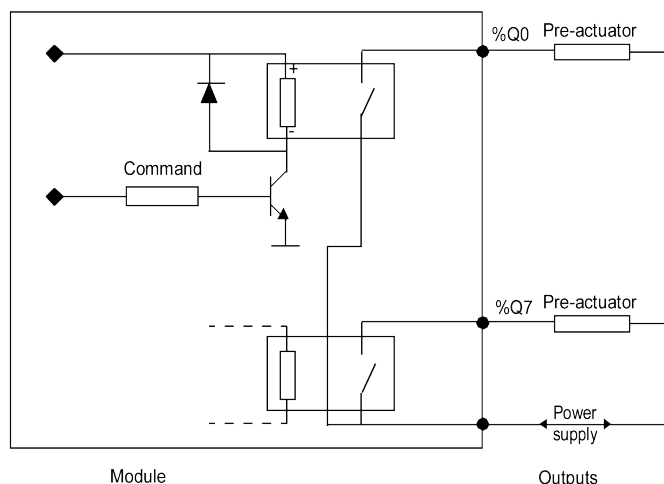 %Q0
Pre-actuator
+
-
Command
%Q7
Pre-actuator
Power
supply
Module
Outputs